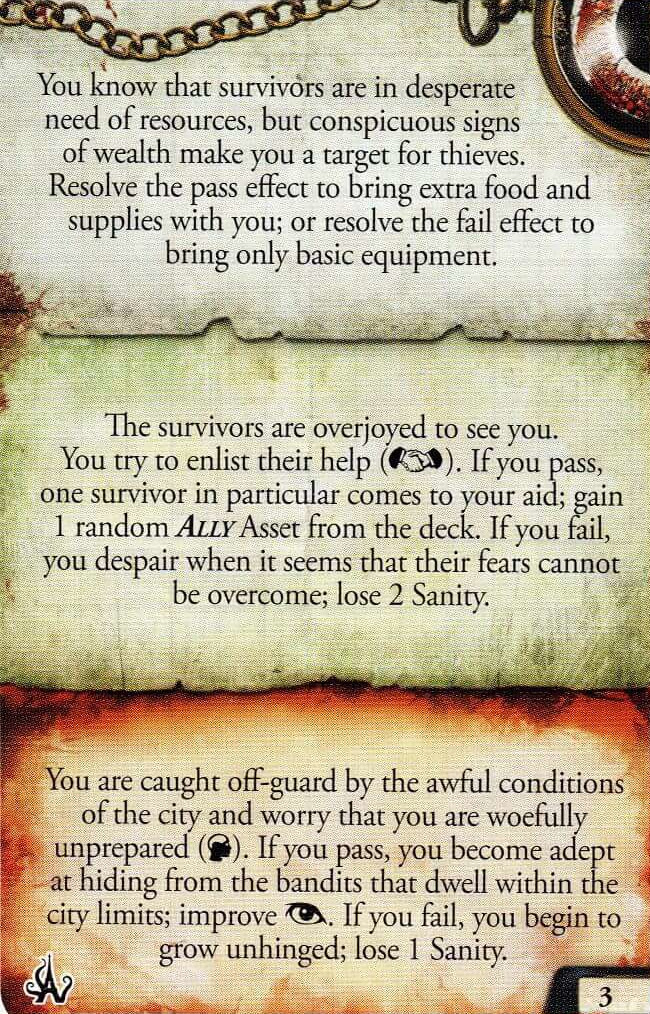 You know that survivors are in desperate
need of resources, but conspicuous signs
of wealth make you a target for thieves.
Resolve the pass effect to bring extra food and
supplies with you; or resolve the fail effect to
bring only basic equipment.
The survivors are overjoyed to see you.
You try to enlist their help (). If you pass,
one survivor in particular comes to your aid; gain
1 random ALLY Asset from the deck. If you fail,
you despair when it seems that their fears cannot
be overcome; lose 2 Sanity.
You are caught off-guard by the awful conditions
of the city and worry that you are woefully
unprepared (). If you pass, you become adept
at hiding from the bandits that dwell within the
city limits; improve . If you fail, you begin to
grow unhinged; lose 1 Sanity.
3